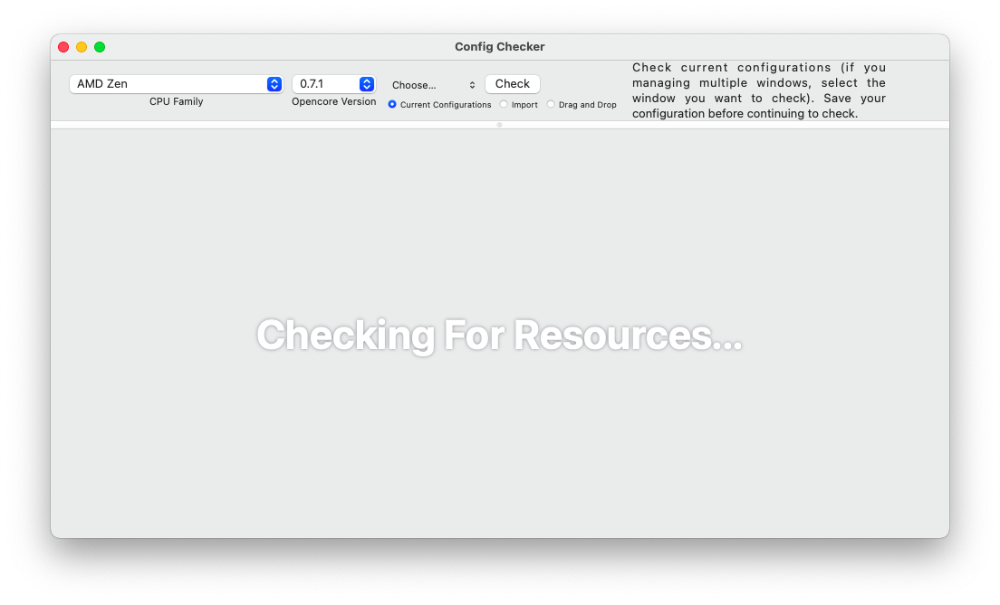 Config Checker
AMD Zen
CPU Family
0.7.1
Opencore Version
Choose...
Check
Current Configurations
Import
Drag and Drop
Check current configurations (if you
managing multiple windows, select the
window you want to check). Save your
configuration before continuing to check.
Checking For Resources...